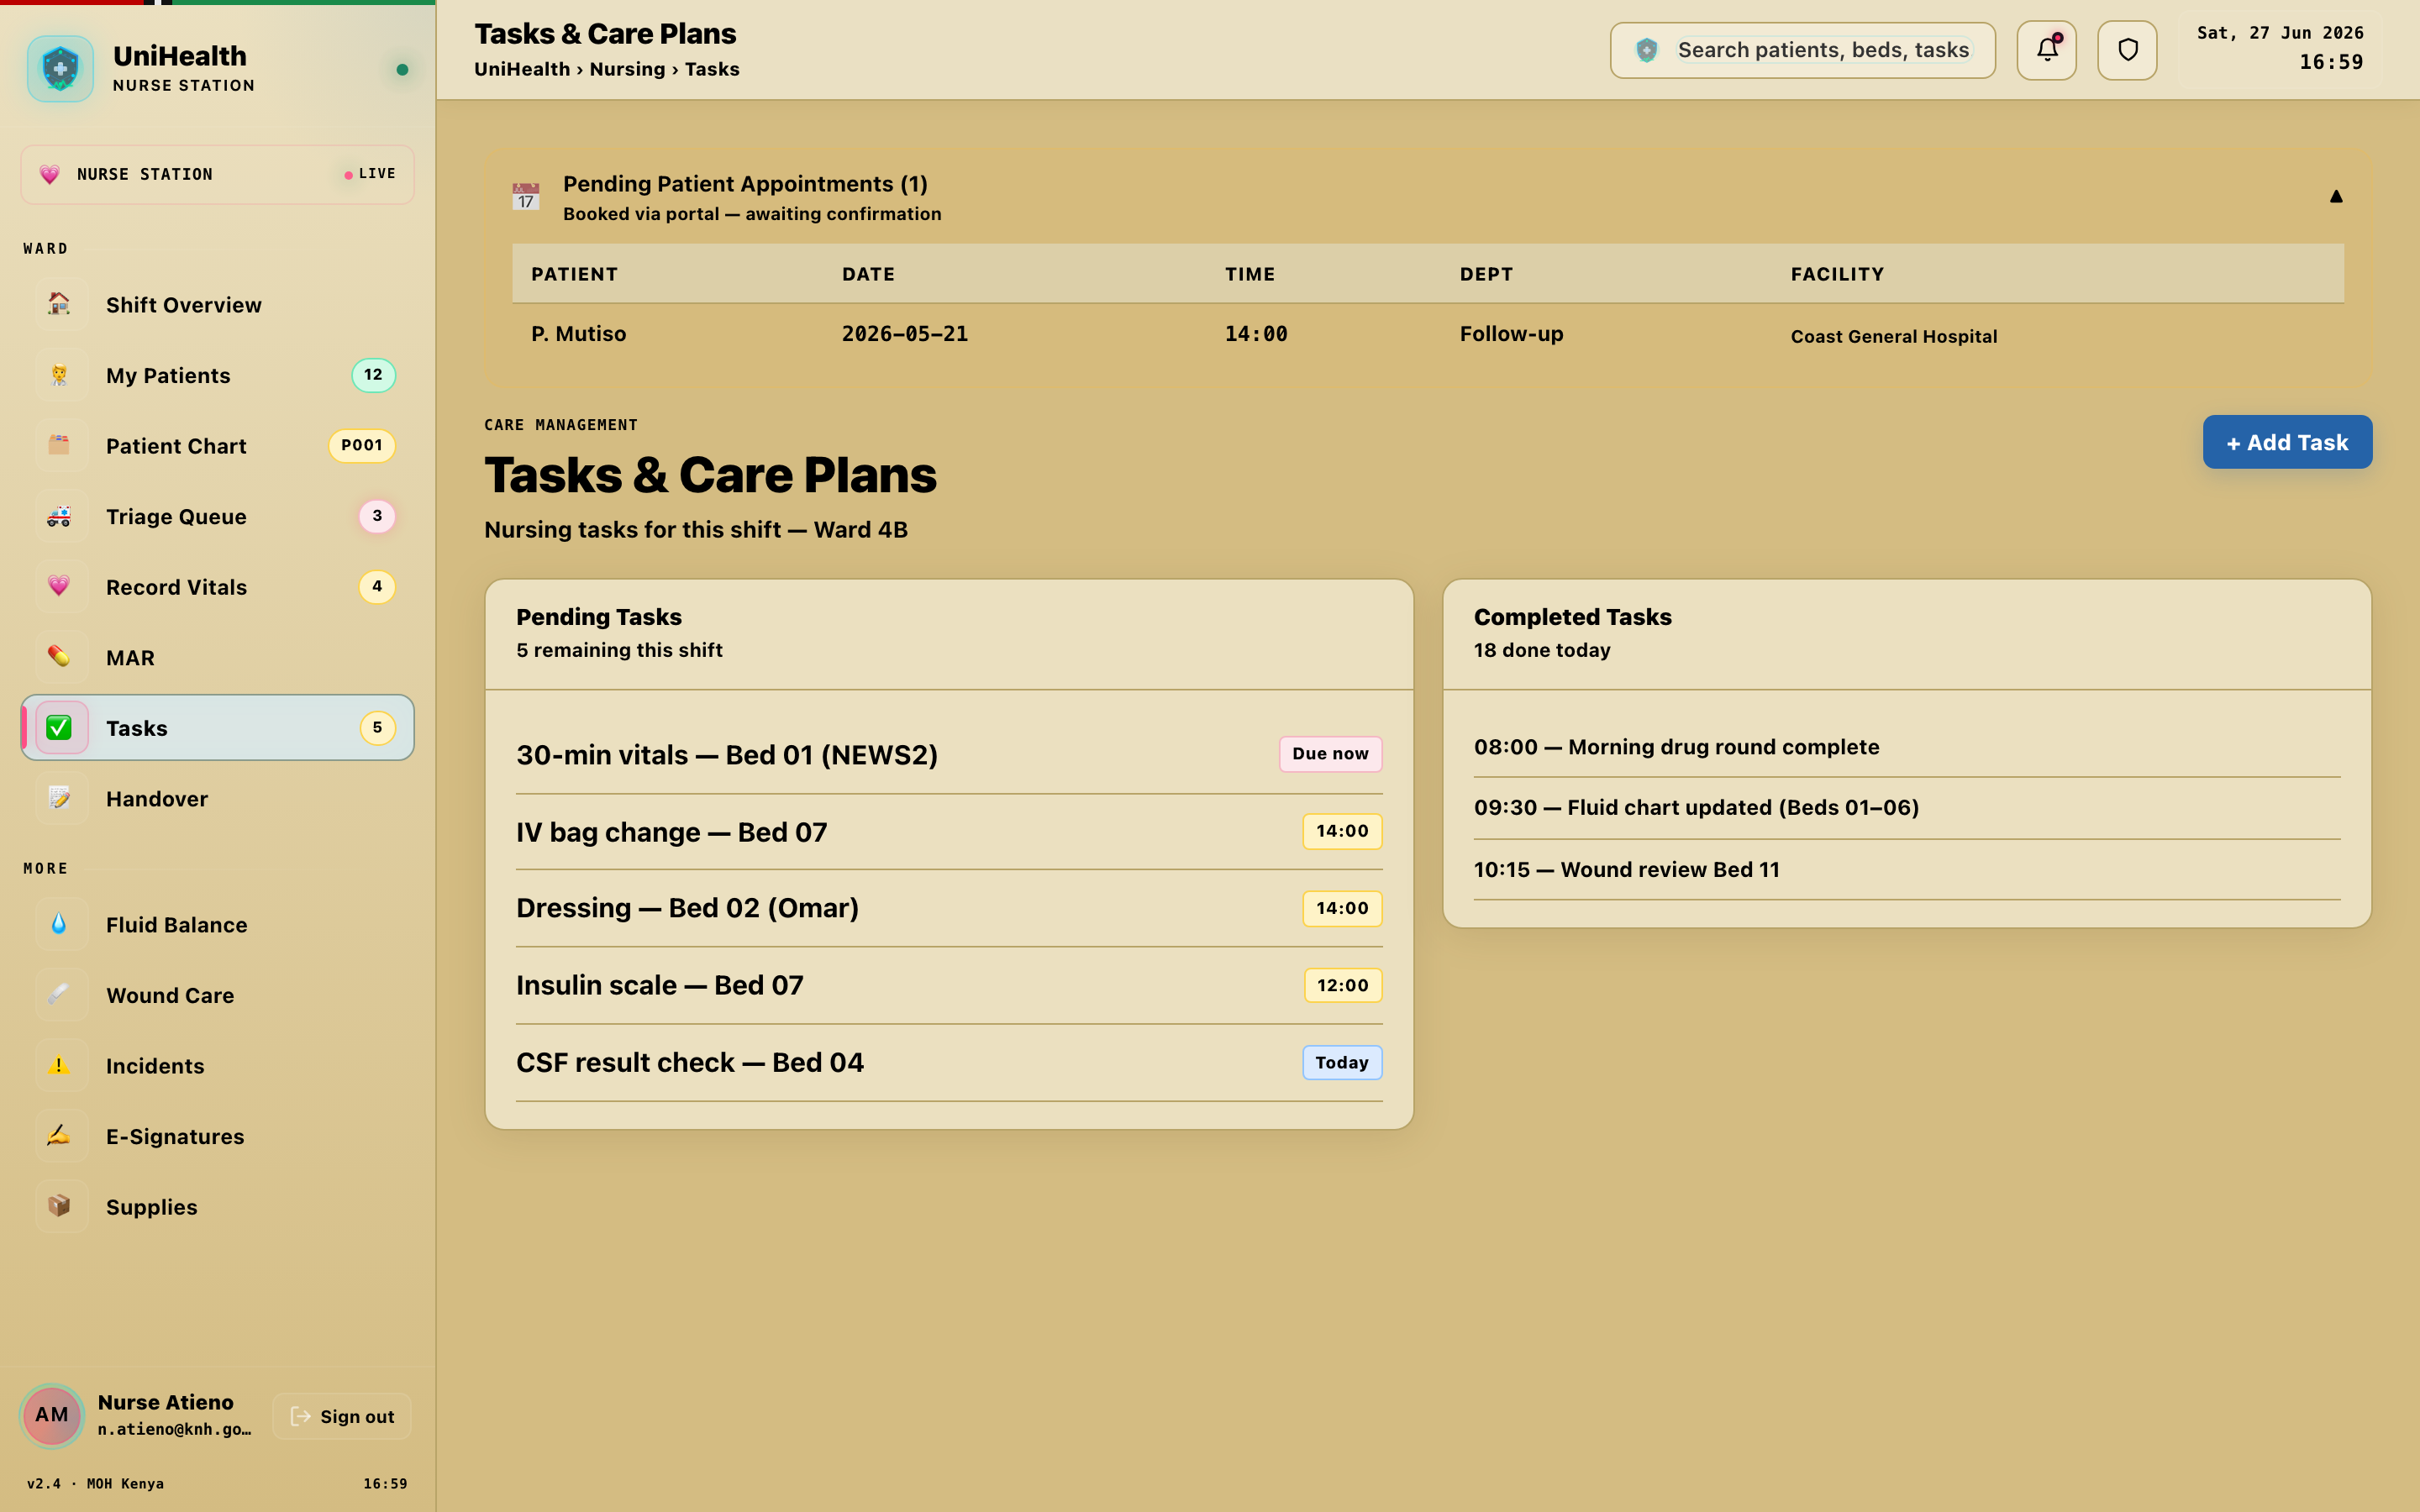 UniHealth
NURSE STATION
NURSE STATION
LIVE
WARD
Shift Overview
My Patients
12
Patient Chart
P001
Triage Queue
3
Record Vitals
4
MAR
Tasks
5
Handover
MORE
Fluid Balance
Wound Care
Incidents
E-Signatures
Supplies
AM
Nurse Atieno
n.atieno@knh.go…
Sign out
v2.4 · MOH Kenya
16:59
Tasks & Care Plans
UniHealth › Nursing › Tasks
Search patients, beds, tasks
Sat, 27 Jun 2026
16:59
17
Pending Patient Appointments (1)
Booked via portal — awaiting confirmation
▲
PATIENT DATE TIME DEPT FACILITY
P. Mutiso 2026-05-21 14:00 Follow-up Coast General Hospital
CARE MANAGEMENT
Tasks & Care Plans
Nursing tasks for this shift — Ward 4B
+ Add Task
Pending Tasks
5 remaining this shift
30-min vitals — Bed 01 (NEWS2)
Due now
IV bag change — Bed 07
14:00
Dressing — Bed 02 (Omar)
14:00
Insulin scale — Bed 07
12:00
CSF result check — Bed 04
Today
Completed Tasks
18 done today
08:00 — Morning drug round complete
09:30 — Fluid chart updated (Beds 01–06)
10:15 — Wound review Bed 11